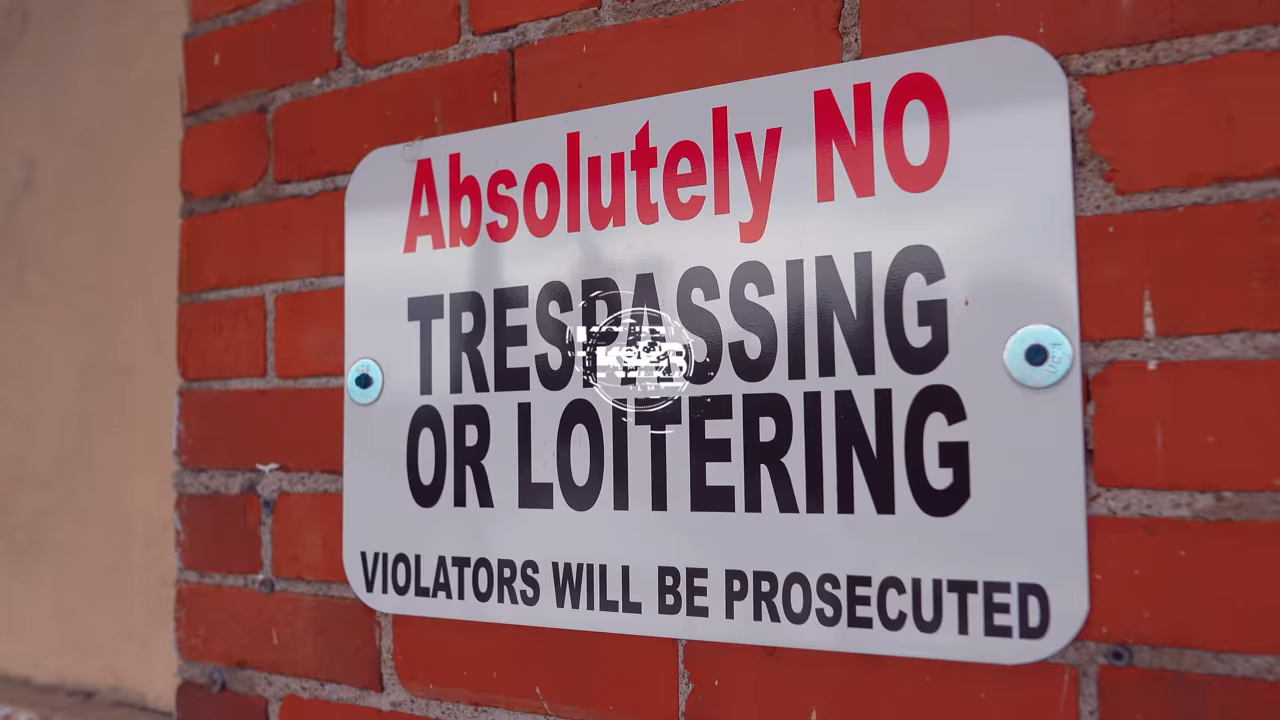 Absolutely NO
TRESPASSING
OR LOITERING
VIOLATORS WILL BE PROSECUTED